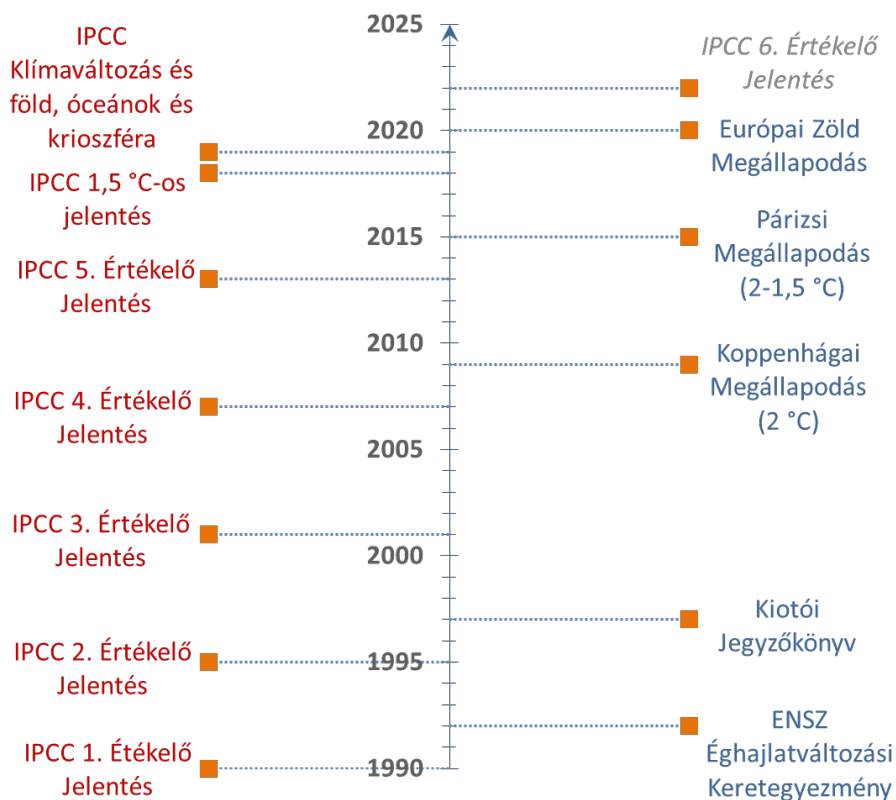 IPCC
Klímaváltozás és
föld, óceánok és
krioszféra
IPCC 1,5 °C-os
jelentés
IPCC 5. Értékelő
Jelentés
IPCC 4. Értékelő
Jelentés
IPCC 3. Értékelő
Jelentés
IPCC 2. Értékelő
Jelentés
IPCC 1. Étékelő
Jelentés
2025
2020
2015
2010
2005
2000
1995
1990
IPCC 6. Értékelő
Jelentés
Európai Zöld
Megállapodás
Párizsi
Megállapodás
(2-1,5 °C)
Koppenhágai
Megállapodás
(2 °C)
Kiotói
Jegyzőkönyv
ENSZ
Éghajlatváltozási
Keretegyezmény